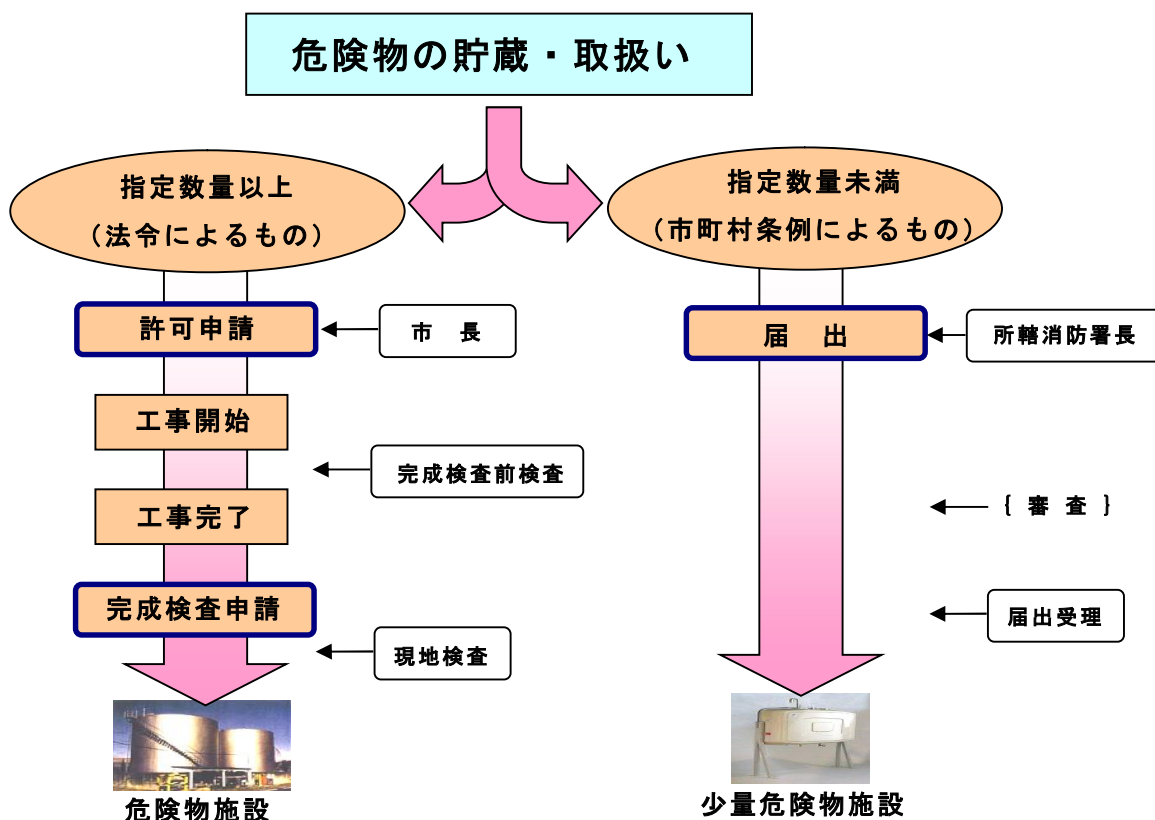 危険物の貯蔵・取扱い
指定数量以上
（法令によるもの）
指定数量未満
（市町村条例によるもの）
許可申請
市　長
届　出
所轄消防署長
工事開始
完成検査前検査
工事完了
｛ 審 査 ｝
完成検査申請
届出受理
現地検査
危険物施設
少量危険物施設